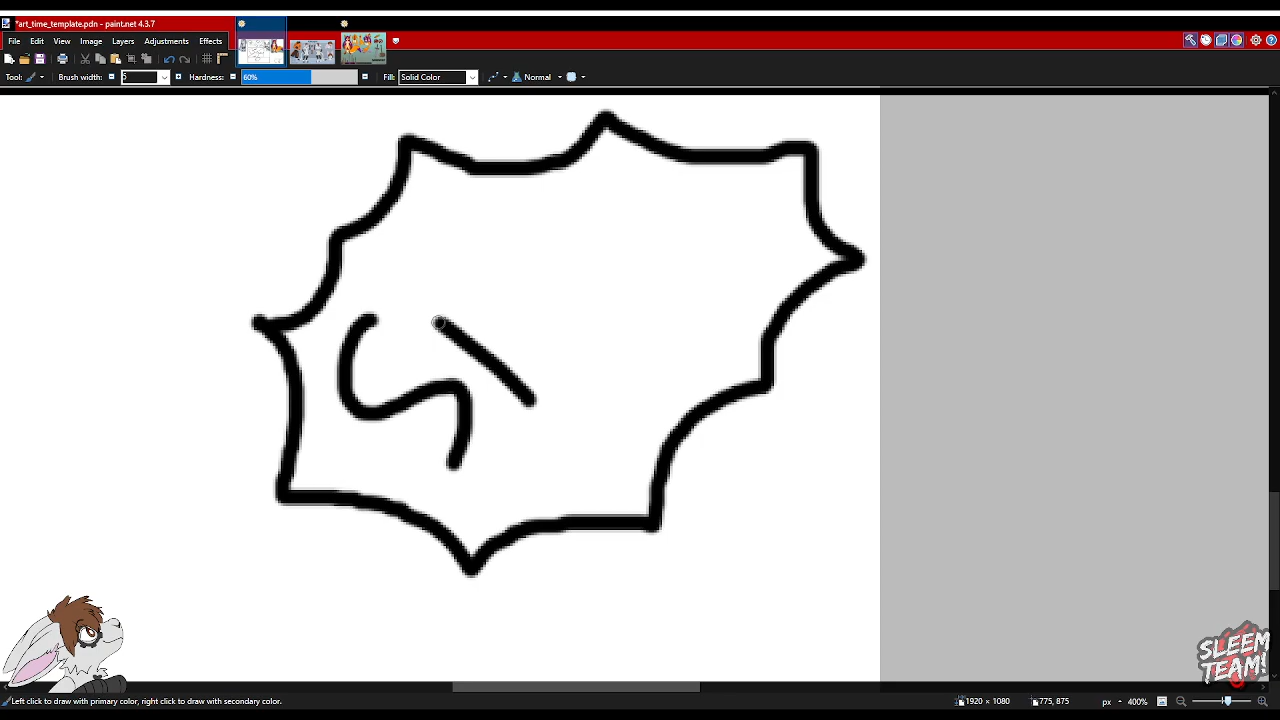 *art_time_template.pdn - paint.net 4.3.7
File Edit View Image Layers Adjustments Effects
Tool: Brush width: 5 Hardness: 60% Fill: Solid Color Normal
SLEEM TEAM!
Left click to draw with primary color, right click to draw with secondary color. 1920 × 1080 775, 875 px 400%